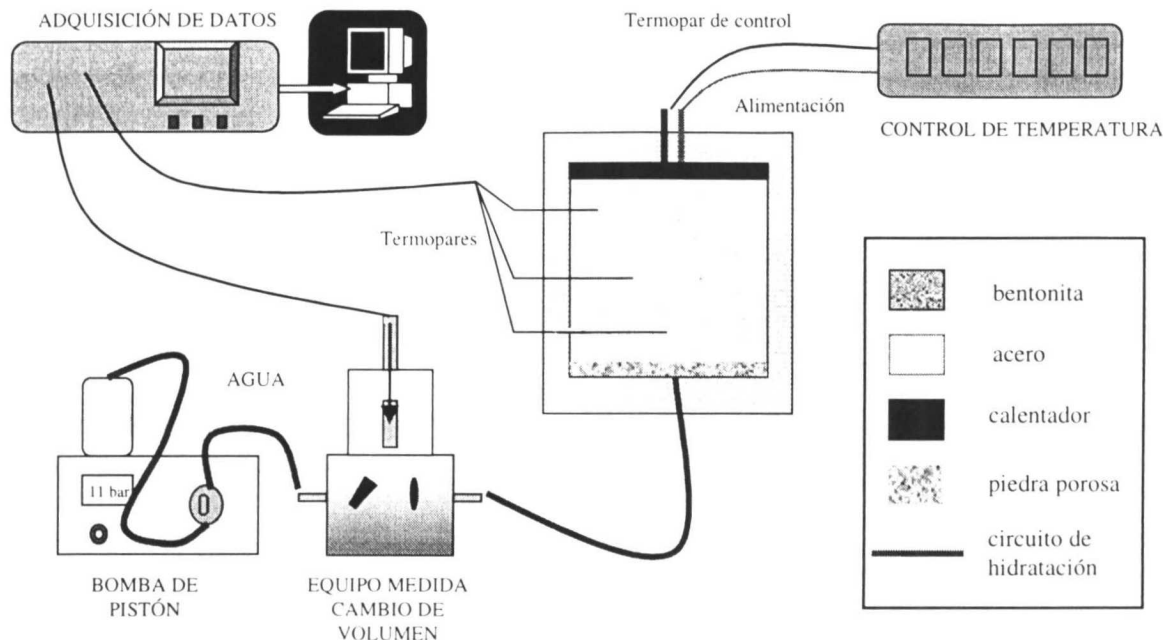 ADQUISICIÓN DE DATOS
Termopar de control
Alimentación
CONTROL DE TEMPERATURA
Termopares
AGUA
11 bar
BOMBA DE
PISTÓN
EQUIPO MEDIDA
CAMBIO DE
VOLUMEN
bentonita
acero
calentador
piedra porosa
circuito de
hidratación